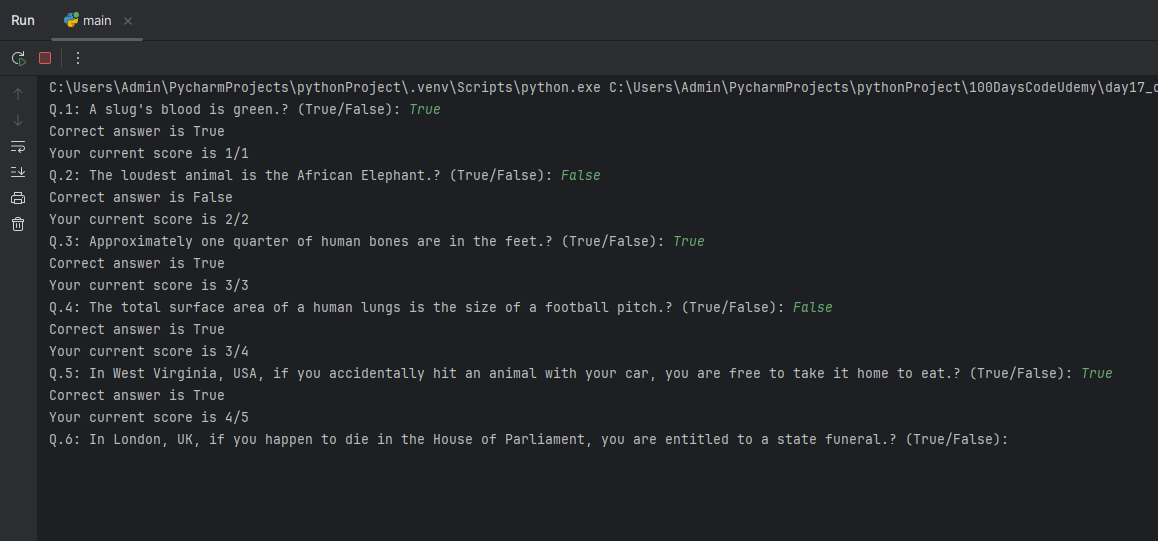 Run main
C:\Users\Admin\PycharmProjects\pythonProject\.venv\Scripts\python.exe C:\Users\Admin\PycharmProjects\pythonProject\100DaysCodeUdemy\day17_
Q.1: A slug's blood is green.? (True/False): True
Correct answer is True
Your current score is 1/1
Q.2: The loudest animal is the African Elephant.? (True/False): False
Correct answer is False
Your current score is 2/2
Q.3: Approximately one quarter of human bones are in the feet.? (True/False): True
Correct answer is True
Your current score is 3/3
Q.4: The total surface area of a human lungs is the size of a football pitch.? (True/False): False
Correct answer is True
Your current score is 3/4
Q.5: In West Virginia, USA, if you accidentally hit an animal with your car, you are free to take it home to eat.? (True/False): True
Correct answer is True
Your current score is 4/5
Q.6: In London, UK, if you happen to die in the House of Parliament, you are entitled to a state funeral.? (True/False):